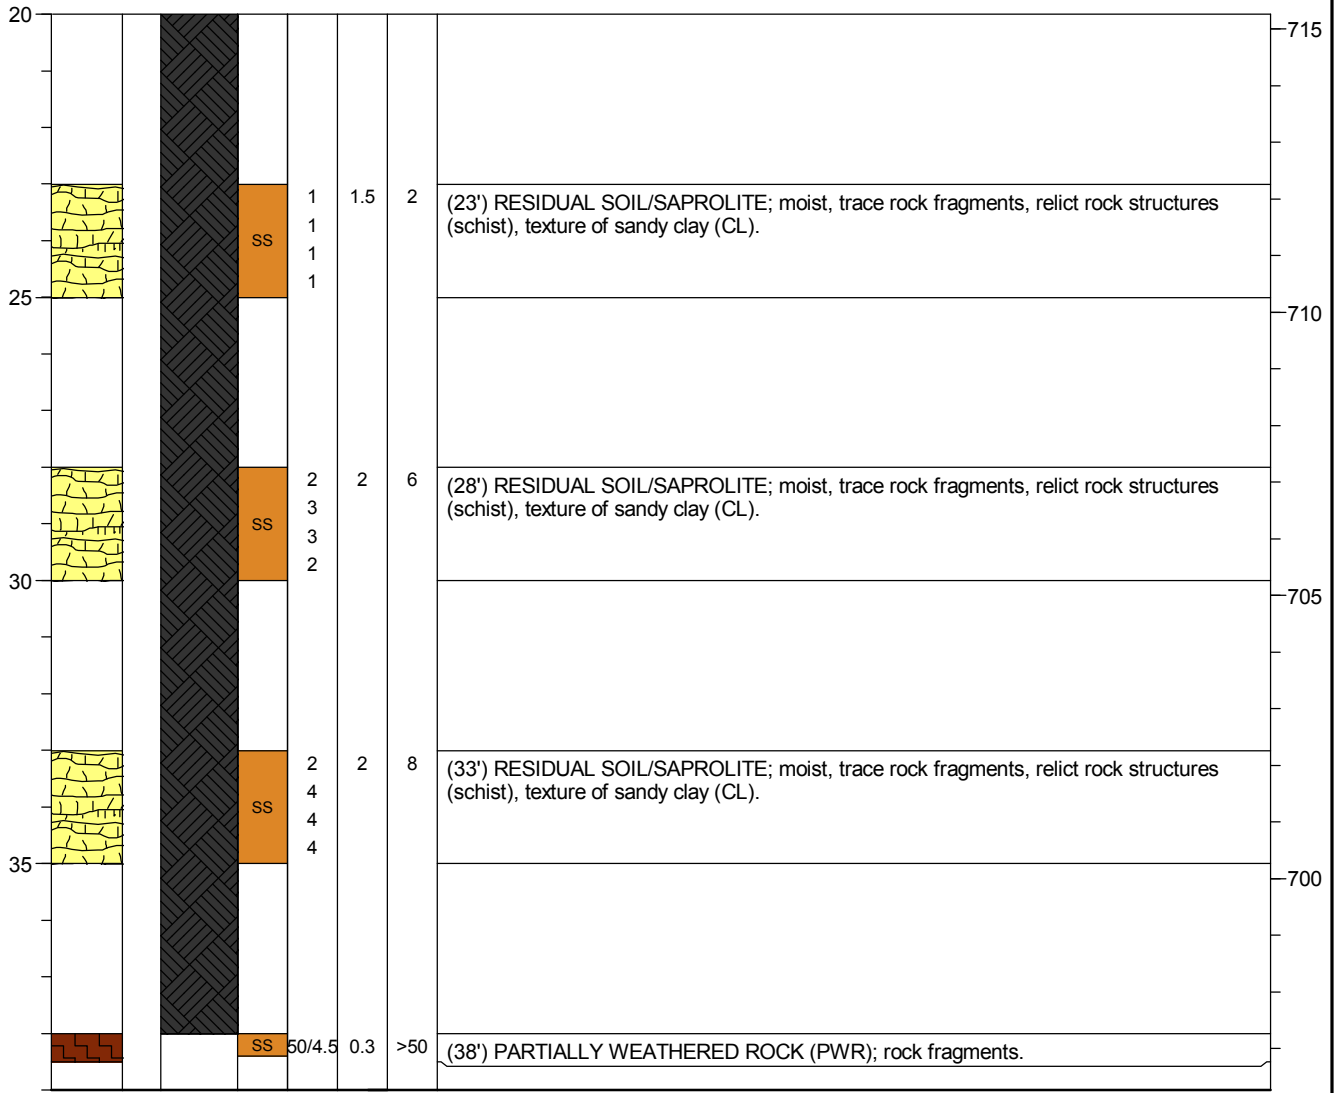 20
715
1 1.5 2
(23') RESIDUAL SOIL/SAPROLITE; moist, trace rock fragments, relict rock structures
1
(schist), texture of sandy clay (CL).
SS
1
1
25
710
2 2 6
(28') RESIDUAL SOIL/SAPROLITE; moist, trace rock fragments, relict rock structures
3
(schist), texture of sandy clay (CL).
SS
3
2
30
705
2 2 8
(33') RESIDUAL SOIL/SAPROLITE; moist, trace rock fragments, relict rock structures
4
(schist), texture of sandy clay (CL).
SS
4
4
35
700
SS 50/4.5 0.3 >50
(38') PARTIALLY WEATHERED ROCK (PWR); rock fragments.